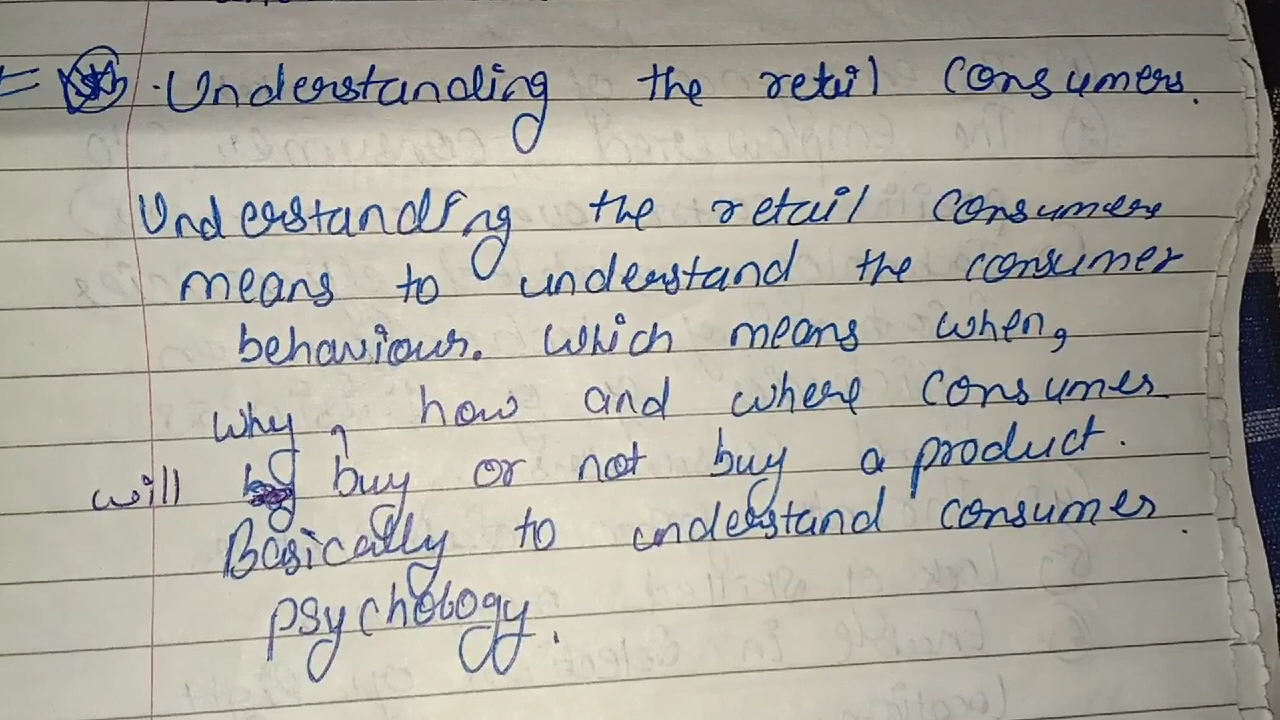 = . Understanding the retail Consumers.
Understanding the retail Consumers
means to understand the consumer
behaviour. Which means when,
why, how and where Consumer
will buy or not buy a product.
Basically to understand consumer.
psychology.